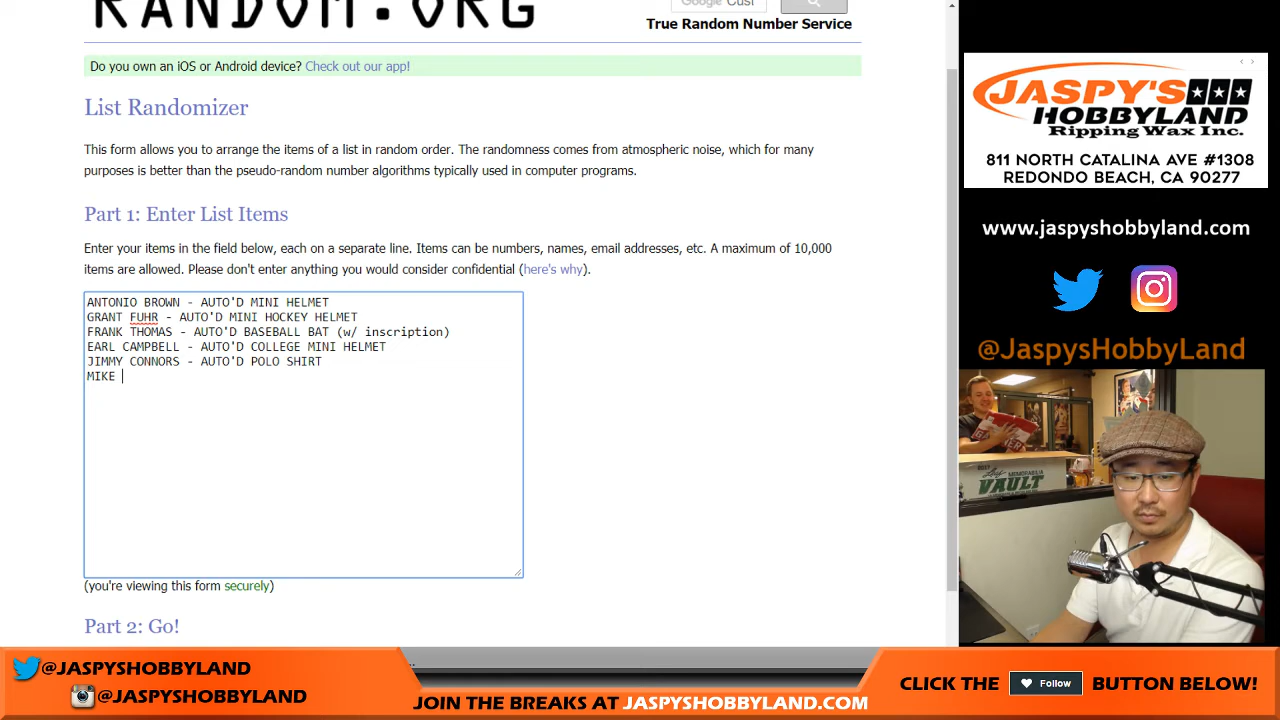 RANDOM.ORG
Google Cust
True Random Number Service
Do you own an iOS or Android device? Check out our app!
List Randomizer
This form allows you to arrange the items of a list in random order. The randomness comes from atmospheric noise, which for many
purposes is better than the pseudo-random number algorithms typically used in computer programs.
Part 1: Enter List Items
Enter your items in the field below, each on a separate line. Items can be numbers, names, email addresses, etc. A maximum of 10,000
items are allowed. Please don't enter anything you would consider confidential (here's why).
ANTONIO BROWN - AUTO'D MINI HELMET
GRANT FUHR - AUTO'D MINI HOCKEY HELMET
FRANK THOMAS - AUTO'D BASEBALL BAT (w/ inscription)
EARL CAMPBELL - AUTO'D COLLEGE MINI HELMET
JIMMY CONNORS - AUTO'D POLO SHIRT
MIKE
(you're viewing this form securely)
Part 2: Go!
JASPY'S
HOBBYLAND
Ripping Wax Inc.
811 NORTH CATALINA AVE #1308
REDONDO BEACH, CA 90277
www.jaspyshobbyland.com
@JaspysHobbyLand
MEMORABILIA
VAULT
@JASPYSHOBBYLAND
@JASPYSHOBBYLAND
JOIN THE BREAKS AT JASPYSHOBBYLAND.COM
CLICK THE Follow BUTTON BELOW!